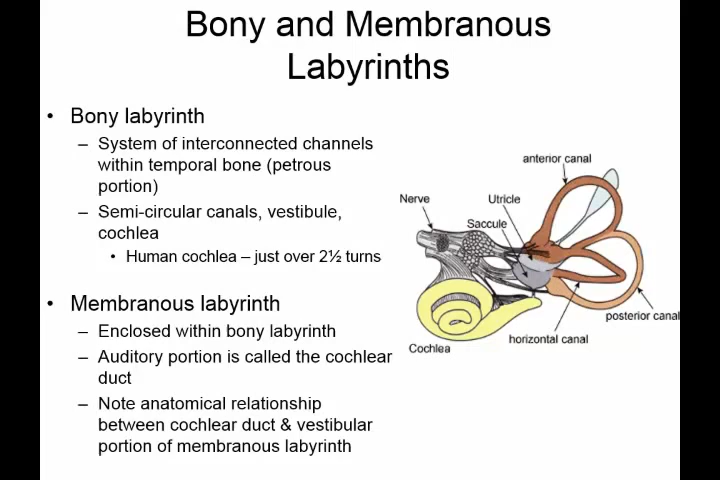 Bony and Membranous
Labyrinths
• Bony labyrinth
– System of interconnected channels
within temporal bone (petrous
portion)
– Semi-circular canals, vestibule,
cochlea
• Human cochlea – just over 2½ turns
• Membranous labyrinth
– Enclosed within bony labyrinth
– Auditory portion is called the cochlear
duct
– Note anatomical relationship
between cochlear duct & vestibular
portion of membranous labyrinth
anterior canal
Nerve
Utricle
Saccule
posterior canal
horizontal canal
Cochlea